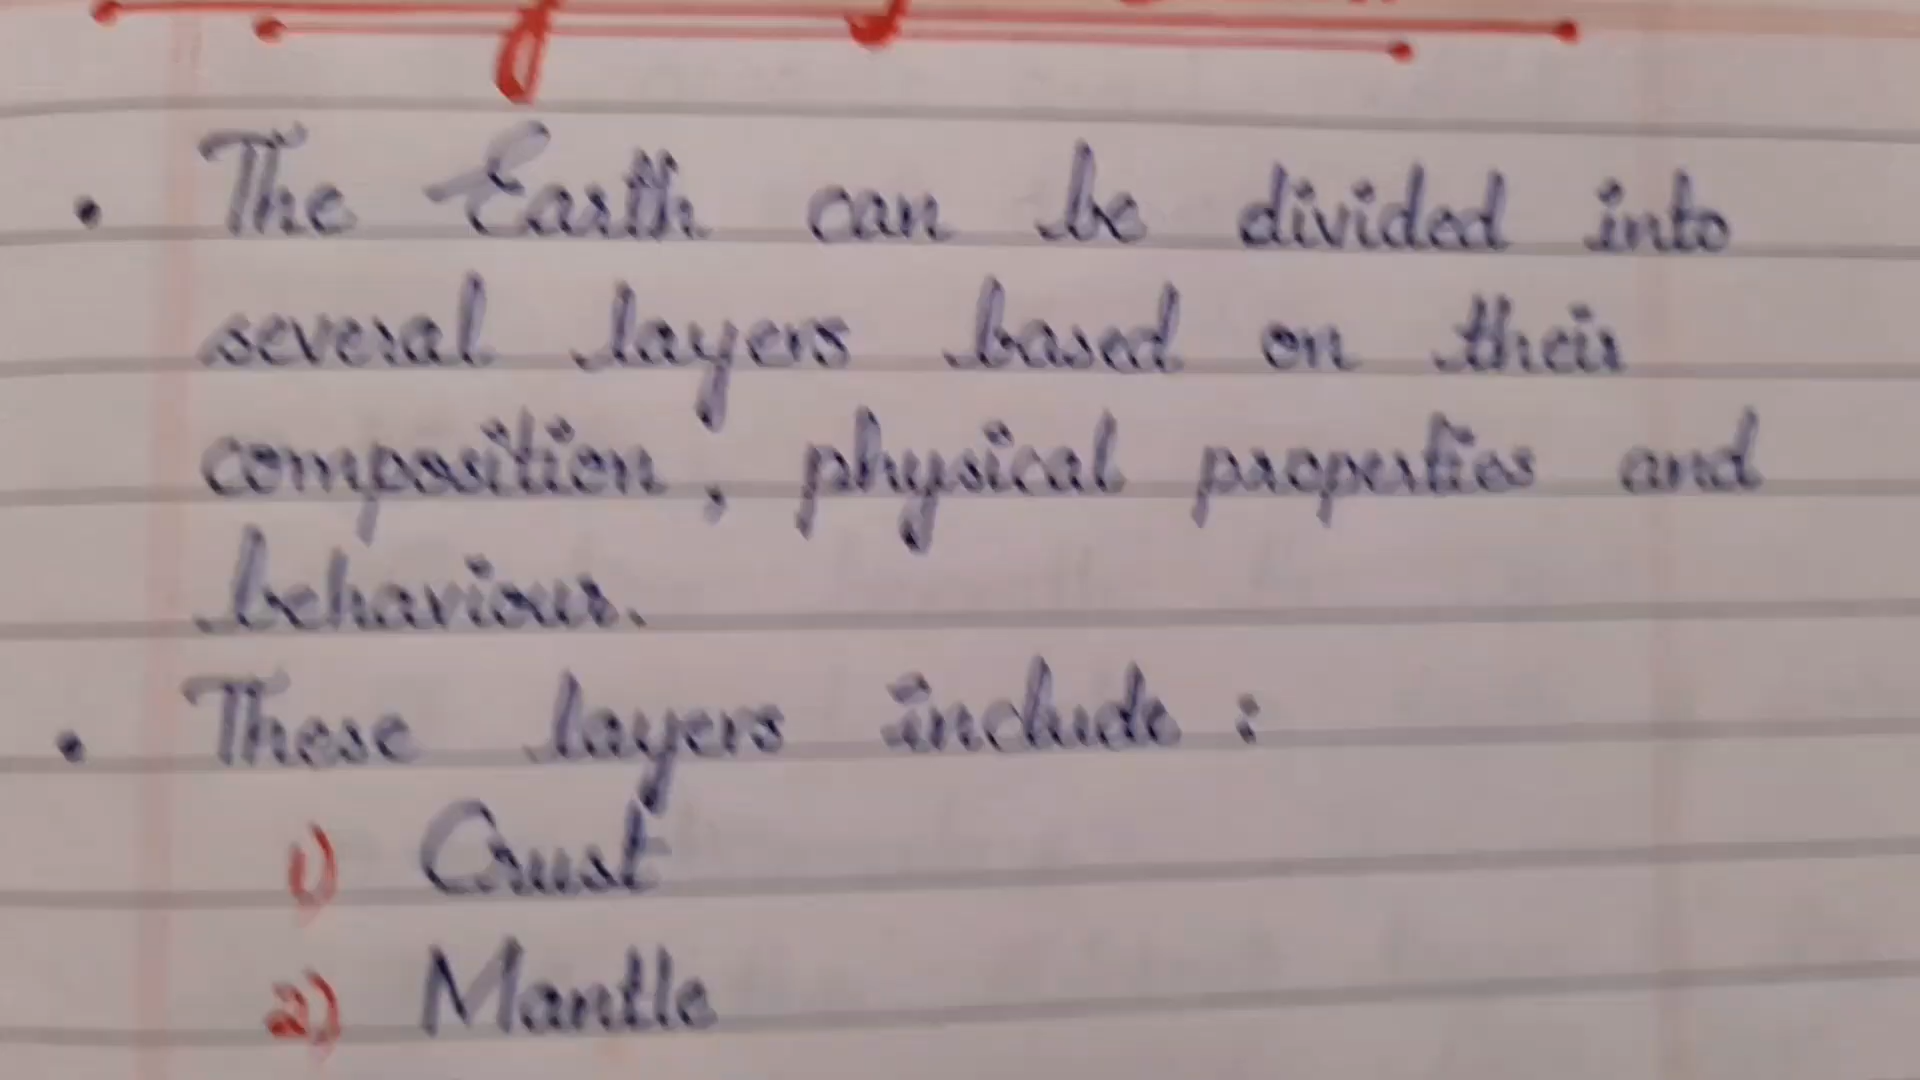 • The Earth can be divided into
several layers based on their
composition, physical properties and
behaviour.
• These layers include :
1) Crust
2) Mantle